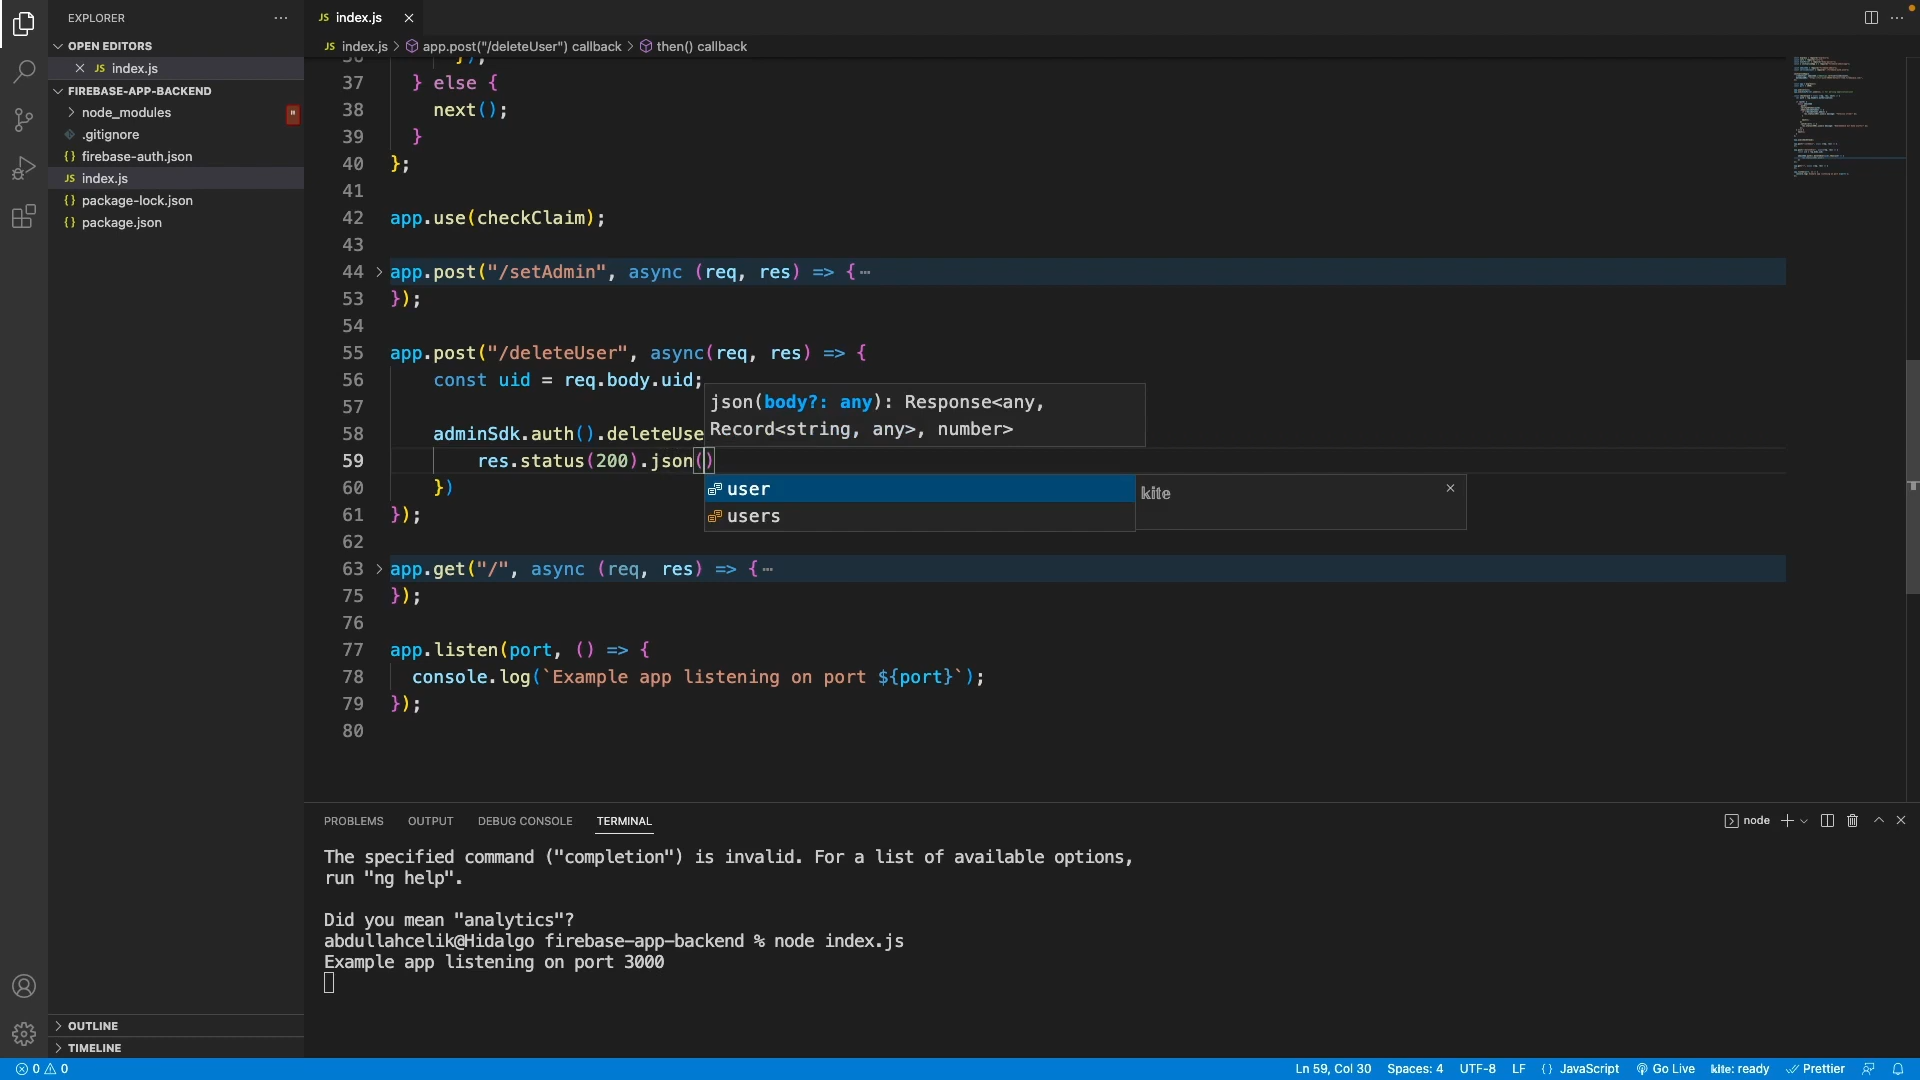 EXPLORER
OPEN EDITORS
JS index.js
FIREBASE-APP-BACKEND
node_modules
.gitignore
{} firebase-auth.json
JS index.js
{} package-lock.json
{} package.json
OUTLINE
TIMELINE
JS index.js
JS index.js > app.post("/deleteUser") callback > then() callback
36 });
37 } else {
38 next();
39 }
40 };
41
42 app.use(checkClaim);
43
44 app.post("/setAdmin", async (req, res) => {⋯
53 });
54
55 app.post("/deleteUser", async(req, res) => {
56 const uid = req.body.uid;
57
json(body?: any): Response<any,
Record<string, any>, number>
58 adminSdk.auth().deleteUse
59 res.status(200).json()
60 })
user
users
kite
61 });
62
63 app.get("/", async (req, res) => {⋯
75 });
76
77 app.listen(port, () => {
78 console.log(`Example app listening on port ${port}`);
79 });
80
PROBLEMS OUTPUT DEBUG CONSOLE TERMINAL
node
The specified command ("completion") is invalid. For a list of available options,
run "ng help".
Did you mean "analytics"?
abdullahcelik@Hidalgo firebase-app-backend % node index.js
Example app listening on port 3000
0 0
Ln 59, Col 30 Spaces: 4 UTF-8 LF {} JavaScript Go Live kite: ready Prettier